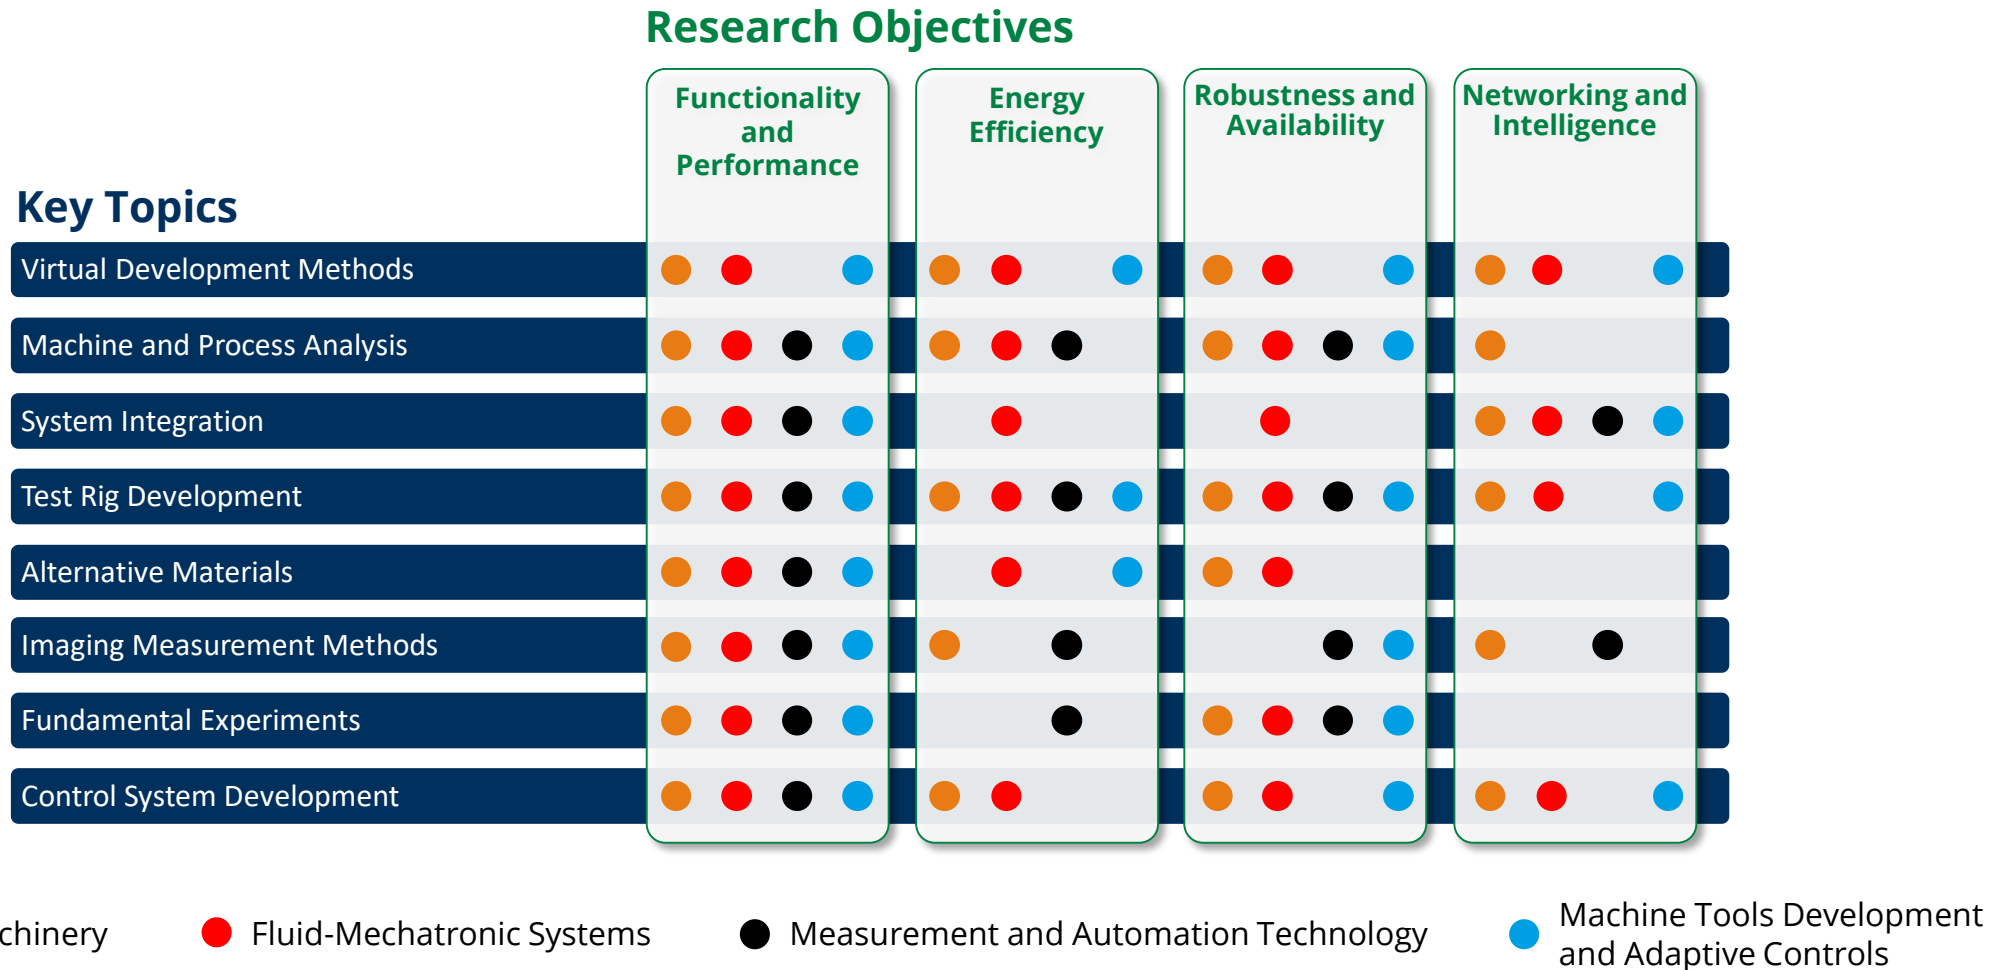 Research Objectives
Functionality
and
Performance
Energy
Efficiency
Robustness and
Availability
Networking and
Intelligence
Key Topics
Virtual Development Methods
Machine and Process Analysis
System Integration
Test Rig Development
Alternative Materials
Imaging Measurement Methods
Fundamental Experiments
Control System Development
chinery
Fluid-Mechatronic Systems
Measurement and Automation Technology
Machine Tools Development
and Adaptive Controls